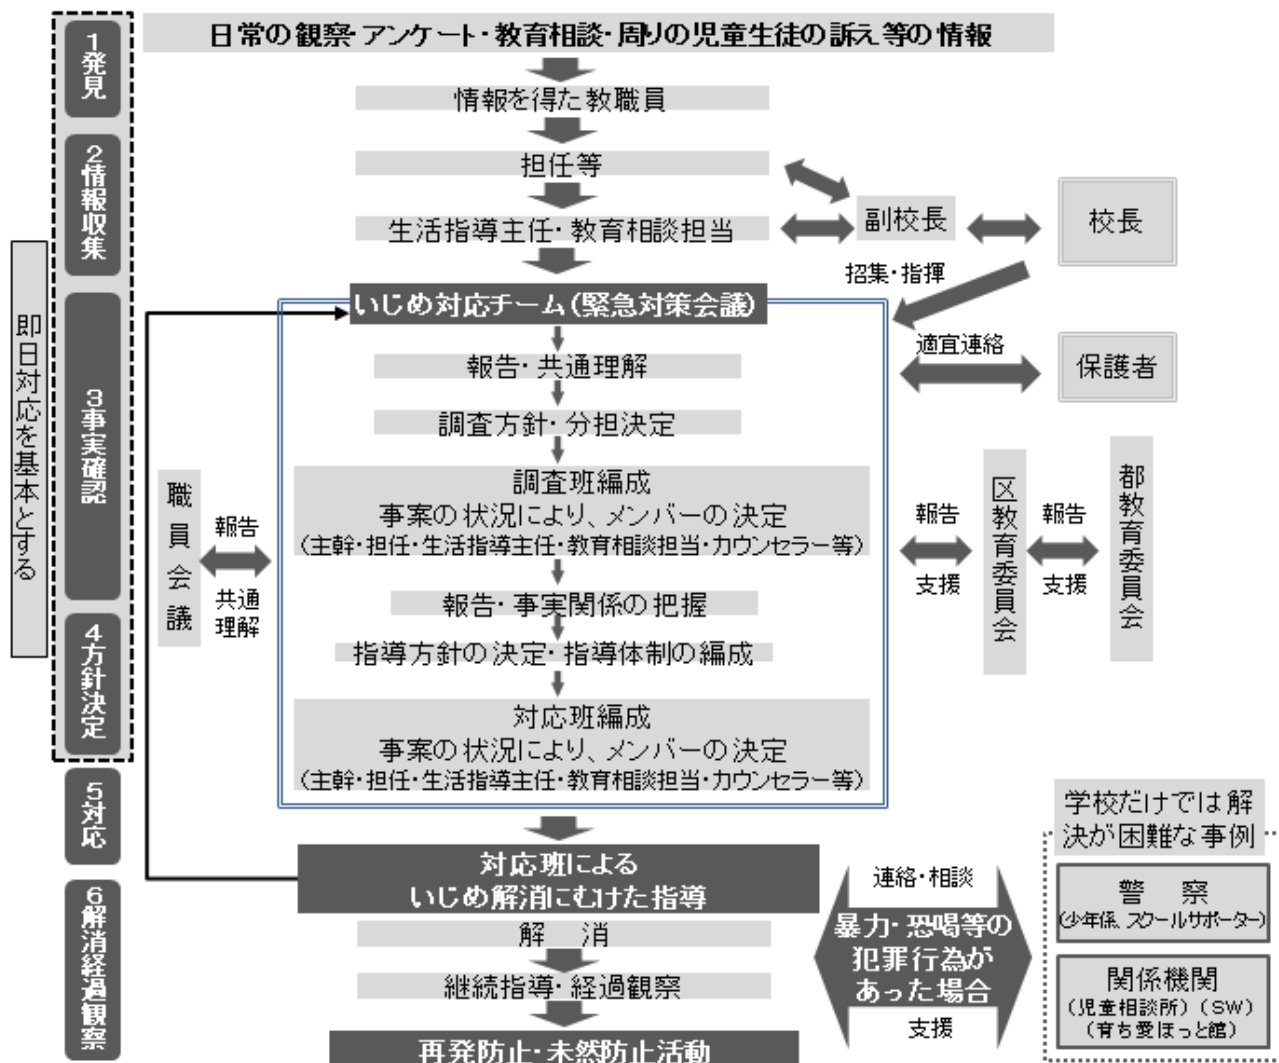 1発見
日常の観察・アンケート・教育相談・周りの児童生徒の訴え等の情報
情報を得た教職員
2情報収集
担任等
生活指導主任・教育相談担当
副校長
校長
招集・指揮
即日対応を基本とする
3事実確認
いじめ対応チーム(緊急対策会議)
適宜連絡
保護者
報告・共通理解
調査方針・分担決定
調査班編成
事案の状況により、メンバーの決定
(主幹・担任・生活指導主任・教育相談担当・カウンセラー等)
職員会議
報告
共通
理解
報告
支援
区教育委員会
報告
支援
都教育委員会
報告・事実関係の把握
4方針決定
指導方針の決定・指導体制の編成
対応班編成
事案の状況により、メンバーの決定
(主幹・担任・生活指導主任・教育相談担当・カウンセラー等)
5対応
対応班による
いじめ解消にむけた指導
6解消経過観察
解 消
継続指導・経過観察
再発防止・未然防止活動
連絡・相談
暴力・恐喝等の
犯罪行為が
あった場合
支援
学校だけでは解
決が困難な事例
警 察
(少年係、スクールサポーター)
関係機関
(児童相談所)(SW)
(育ち愛ほっと館)